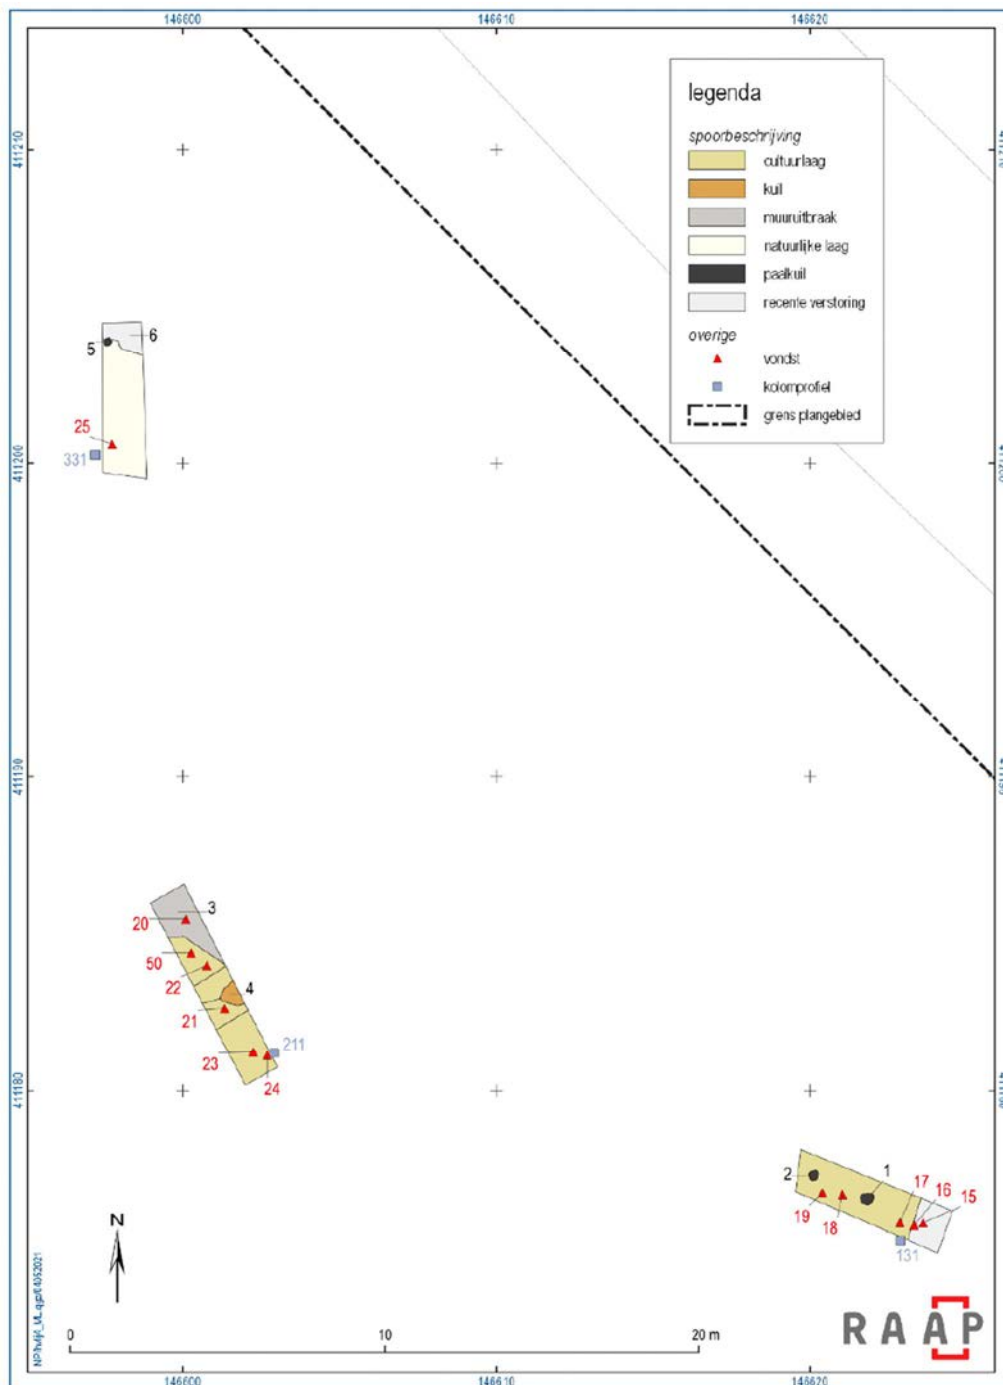 146600 146610 146620
legenda
spoorbeschrijving
411210
cultuurlaag
kuil
muuruitbraak
natuurlijke laag
paalkuil
recente verstoring
overige
vondst
kolomprofiel
grens plangebied
6
5
25
331
411200 411200
411190
3
20
50
22
4
21
211
23
24
411180
2 1 17 16 15
19 18
131
N
0 10 20 m
RAAP
146600 146610 146620